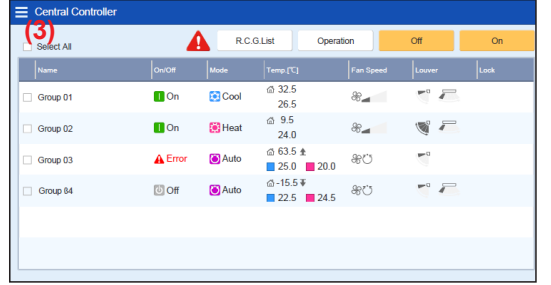 Central Controller
(3)
Select All
R.C.G.List
Operation
Off
On
Name On/Off Mode Temp.[℃] Fan Speed Louver Lock
Group 01 On Cool 32.5
26.5
Group 02 On Heat 9.5
24.0
Group 03 Error Auto 63.5
25.0 20.0
Group 84 Off Auto -15.5
22.5 24.5